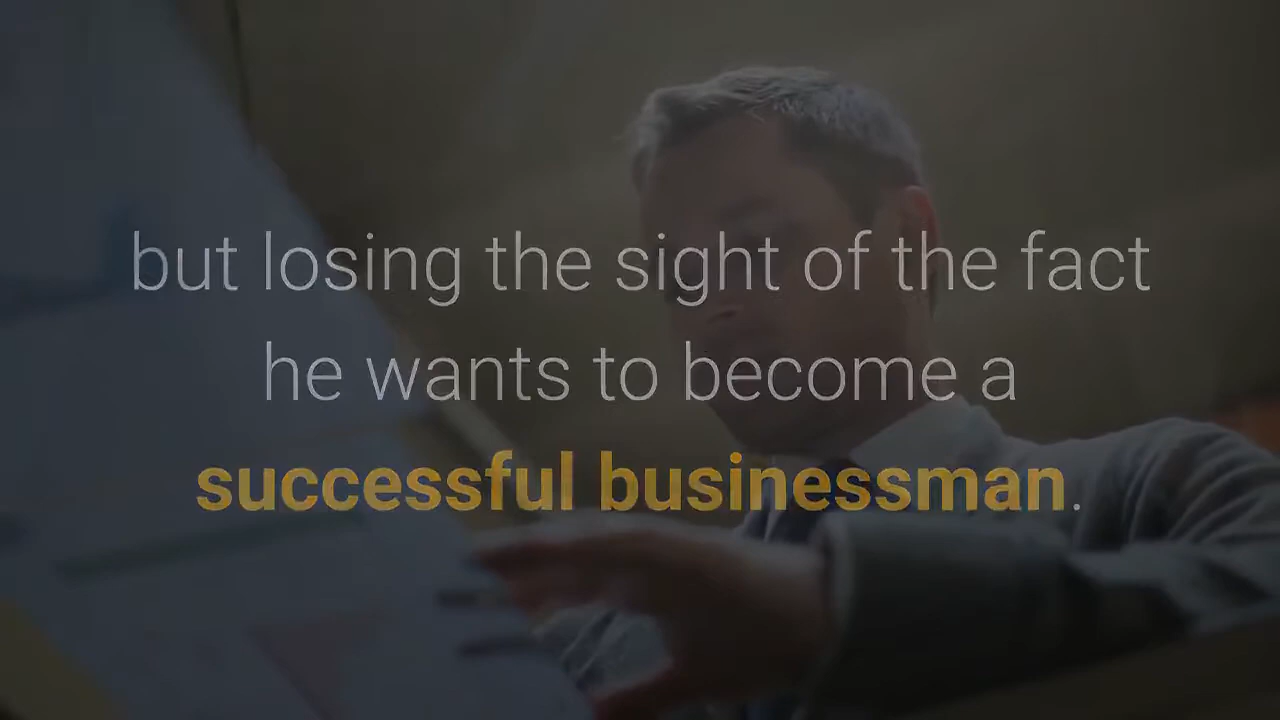 but losing the sight of the fact
he wants to become a
successful businessman.